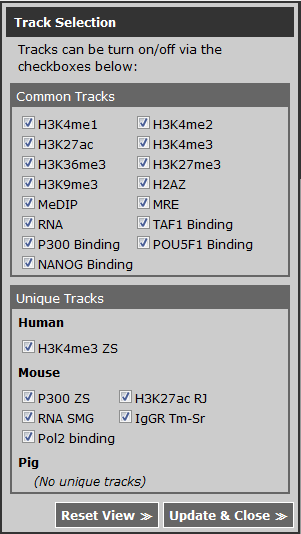 Track Selection
Tracks can be turn on/off via the
checkboxes below:
Common Tracks
H3K4me1 H3K4me2
H3K27ac H3K4me3
H3K36me3 H3K27me3
H3K9me3 H2AZ
MeDIP MRE
RNA TAF1 Binding
P300 Binding POU5F1 Binding
NANOG Binding
Unique Tracks
Human
H3K4me3 ZS
Mouse
P300 ZS H3K27ac RJ
RNA SMG IgGR Tm-Sr
Pol2 binding
Pig
(No unique tracks)
Reset View >> Update & Close >>